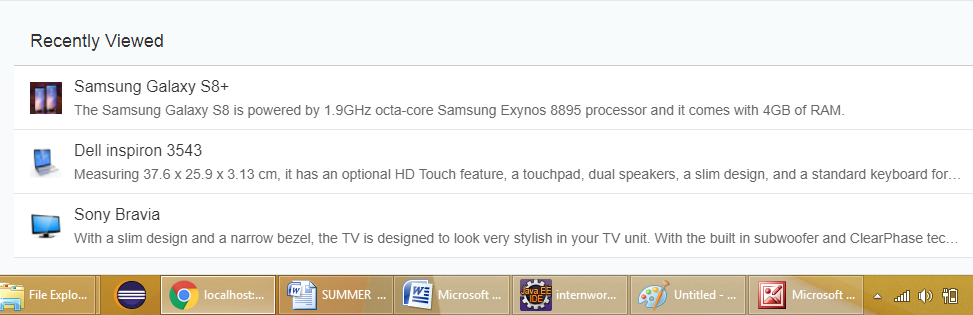 Recently Viewed
Samsung Galaxy S8+
The Samsung Galaxy S8 is powered by 1.9GHz octa-core Samsung Exynos 8895 processor and it comes with 4GB of RAM.
Dell inspiron 3543
Measuring 37.6 x 25.9 x 3.13 cm, it has an optional HD Touch feature, a touchpad, dual speakers, a slim design, and a standard keyboard for…
Sony Bravia
With a slim design and a narrow bezel, the TV is designed to look very stylish in your TV unit. With the built in subwoofer and ClearPhase tec…
File Explo... localhost:... SUMMER ... Microsoft ... Java EE IDE internwor... Untitled - ... Microsoft ...